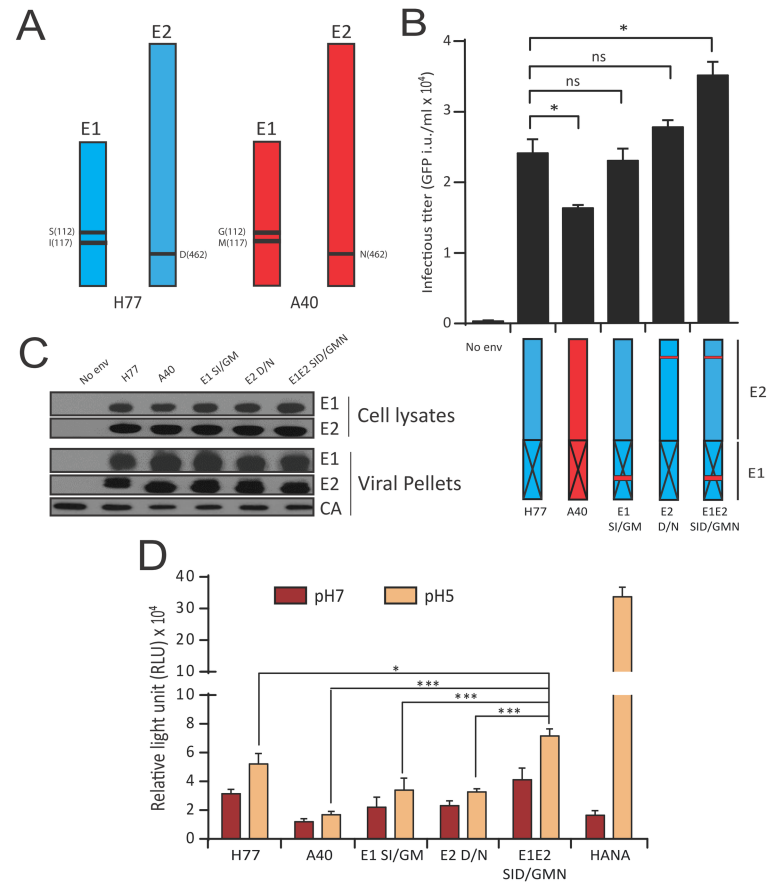 A
E2
E2
E1
E1
S(112)
I(117)
D(462)
G(112)
M(117)
N(462)
H77
A40
B
Infectious titer (GFP i.u./ml x 10⁴)
4
3
2
1
0
*
ns
ns
*
No env
E2
E1
H77
A40
E1
SI/GM
E2
D/N
E1E2
SID/GMN
C
No env
H77
A40
E1 SI/GM
E2 D/N
E1E2 SID/GMN
E1
E2
Cell lysates
E1
E2
CA
Viral Pellets
D
Relative light unit (RLU) x 10⁴
40
30
20
10
10
8
6
4
2
0
pH7
pH5
*
***
***
***
H77
A40
E1 SI/GM
E2 D/N
E1E2
SID/GMN
HANA